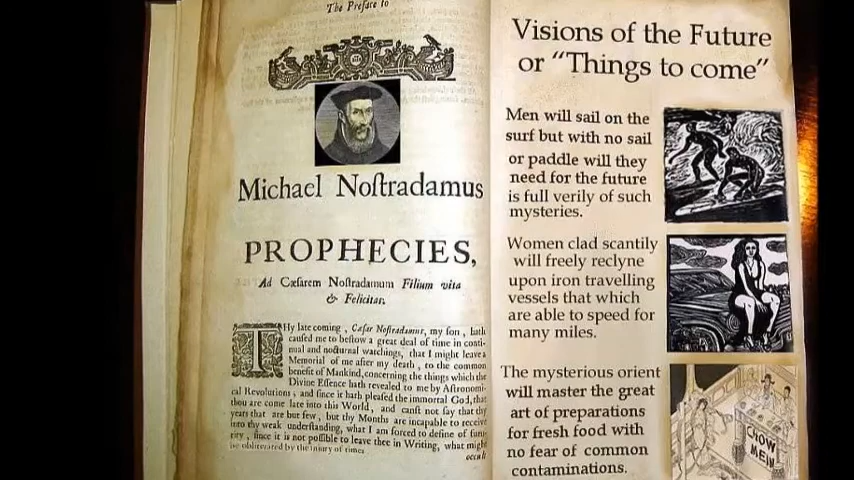 The Preface to
Michael Noſtradamus
PROPHECIES,
Ad Cæſarem Noſtradamum Filium vita
& Felicitas.
THy late coming, Cæſar Noſtradamus, my ſon, hath
cauſed me to beſtow a great deal of time in conti-
nual and nocturnal watchings, that I might leave a
Memorial of me after my death, to the common
benefit of Mankind, concerning the things which the
Divine Eſſence hath revealed to me by Aſtronomi-
cal Revolutions, and ſince it hath pleaſed the immortal God, that
thou are come late into this World, and canſt not ſay that thy
years that are but few, but thy Months are incapable to receive
into thy weak underſtanding, what I am forced to define of futu-
rity, ſince it is not poſſible to leave thee in Writing, what might
be obliterated by the injury of times
occult
Visions of the Future
or "Things to come"
Men will sail on the
surf but with no sail
or paddle will they
need for the future
is full verily of such
mysteries.
Women clad scantily
will freely reclyne
upon iron travelling
vessels that which
are able to speed for
many miles.
The mysterious orient
will master the great
art of preparations
for fresh food with
no fear of common
contaminations.
CHOW
MEIN